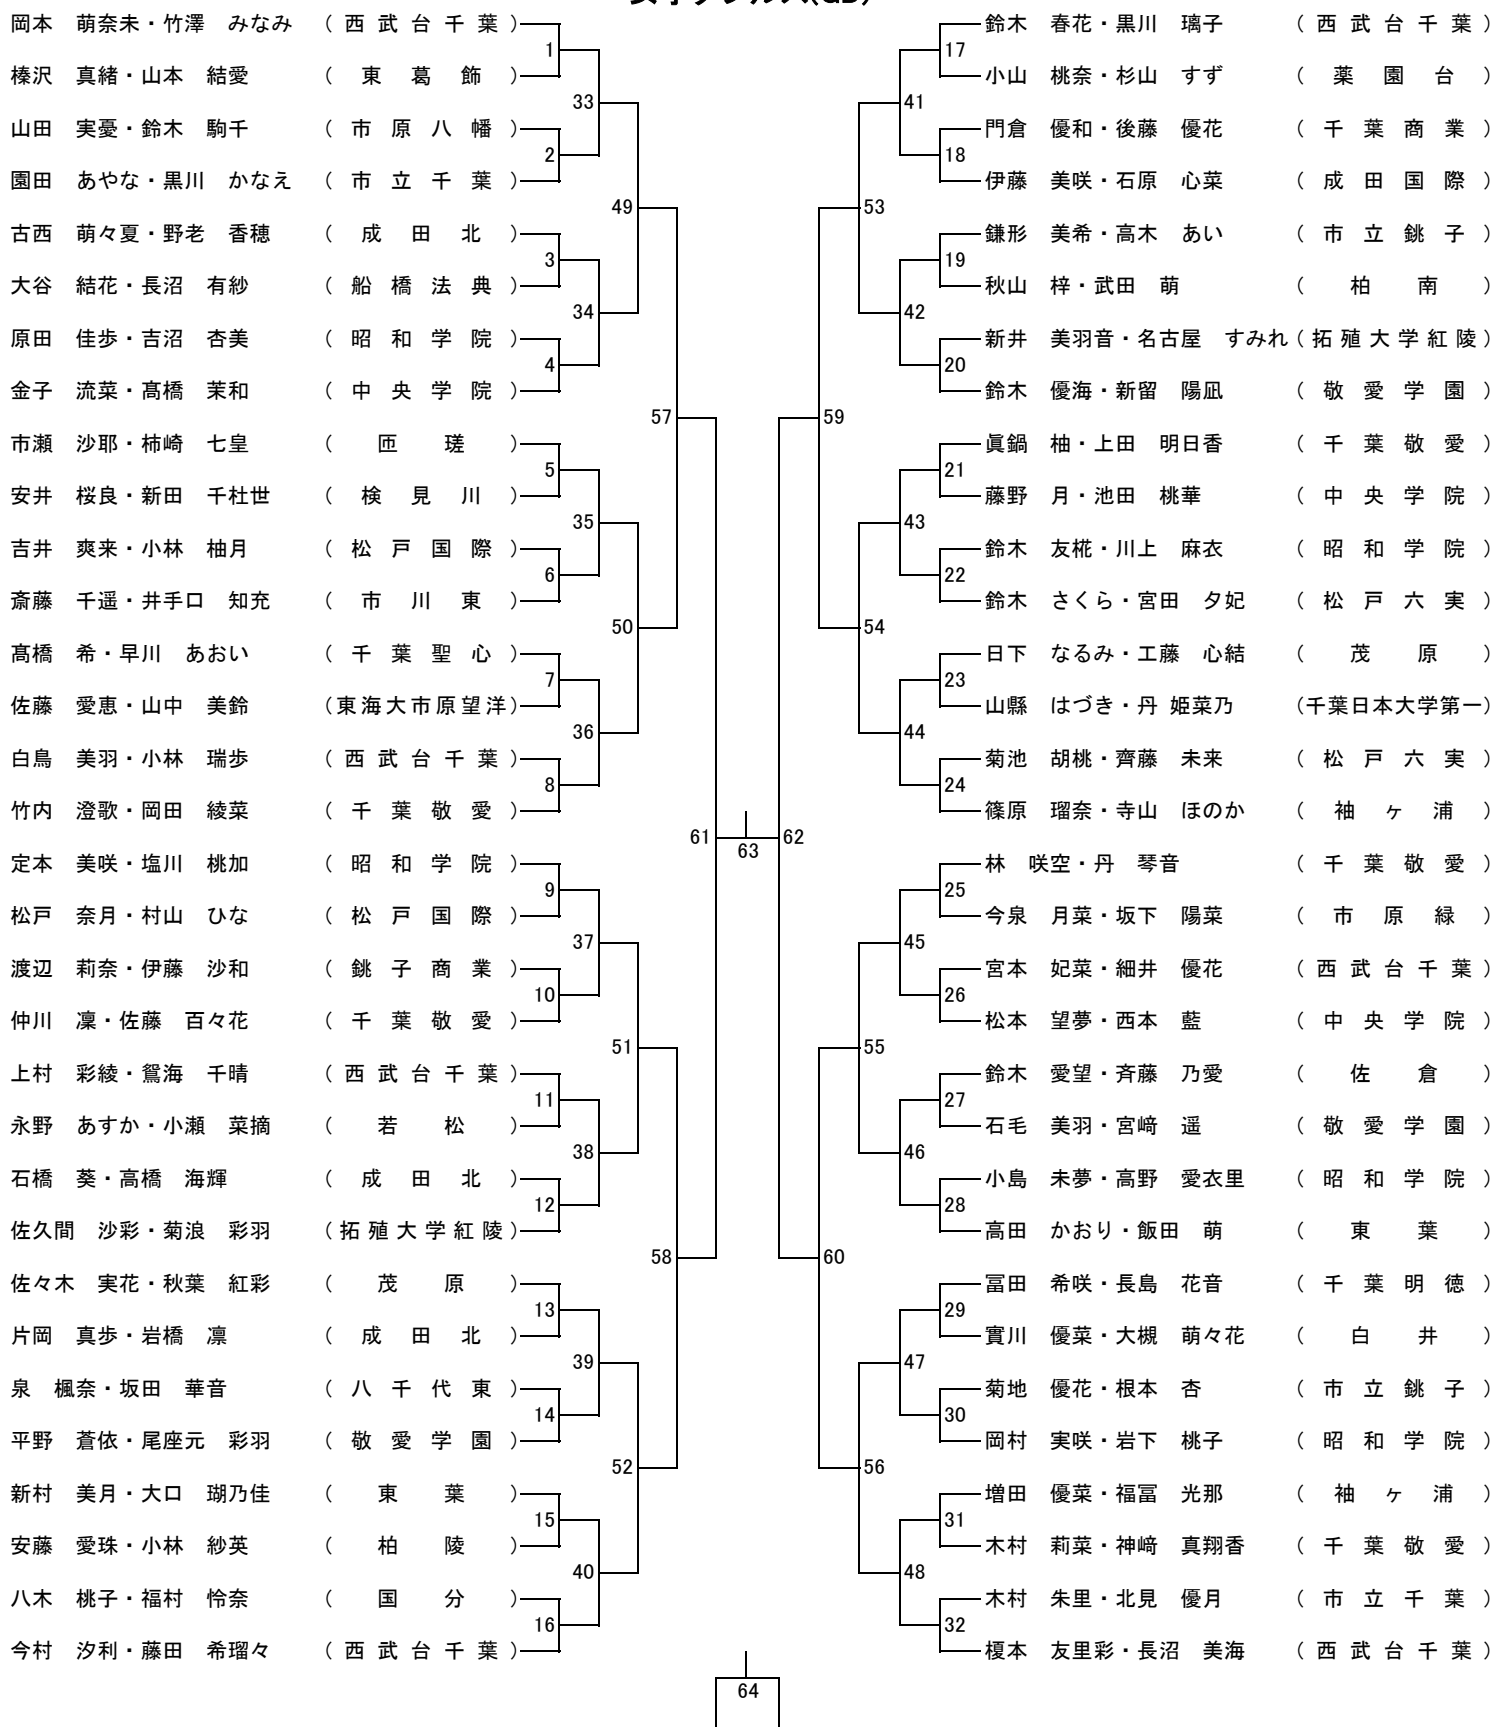 岡本　萌奈未・竹澤　みなみ （西武台千葉）
1
榛沢　真緒・山本　結愛 （東葛飾）
33
山田　実憂・鈴木　駒千 （市原八幡）
2
園田　あやな・黒川　かなえ （市立千葉）
49
古西　萌々夏・野老　香穂 （成田北）
3
大谷　結花・長沼　有紗 （船橋法典）
34
原田　佳歩・吉沼　杏美 （昭和学院）
4
金子　流菜・髙橋　茉和 （中央学院）
57
市瀬　沙耶・柿崎　七皇 （匝瑳）
5
安井　桜良・新田　千杜世 （検見川）
35
吉井　爽来・小林　柚月 （松戸国際）
6
斎藤　千遥・井手口　知充 （市川東）
50
髙橋　希・早川　あおい （千葉聖心）
7
佐藤　愛恵・山中　美鈴 （東海大市原望洋）
36
白鳥　美羽・小林　瑞歩 （西武台千葉）
8
竹内　澄歌・岡田　綾菜 （千葉敬愛）
61
63
62
定本　美咲・塩川　桃加 （昭和学院）
9
松戸　奈月・村山　ひな （松戸国際）
37
渡辺　莉奈・伊藤　沙和 （銚子商業）
10
仲川　凜・佐藤　百々花 （千葉敬愛）
51
上村　彩綾・鴛海　千晴 （西武台千葉）
11
永野　あすか・小瀬　菜摘 （若松）
38
石橋　葵・高橋　海輝 （成田北）
12
佐久間　沙彩・菊浪　彩羽 （拓殖大学紅陵）
58
佐々木　実花・秋葉　紅彩 （茂原）
13
片岡　真歩・岩橋　凛 （成田北）
39
泉　楓奈・坂田　華音 （八千代東）
14
平野　蒼依・尾座元　彩羽 （敬愛学園）
52
新村　美月・大口　瑚乃佳 （東葉）
15
安藤　愛珠・小林　紗英 （柏陵）
40
八木　桃子・福村　怜奈 （国分）
16
今村　汐利・藤田　希瑠々 （西武台千葉）
鈴木　春花・黒川　璃子 （西武台千葉）
17
小山　桃奈・杉山　すず （薬園台）
41
門倉　優和・後藤　優花 （千葉商業）
18
伊藤　美咲・石原　心菜 （成田国際）
53
鎌形　美希・高木　あい （市立銚子）
19
秋山　梓・武田　萌 （柏南）
42
新井　美羽音・名古屋　すみれ （拓殖大学紅陵）
20
鈴木　優海・新留　陽凪 （敬愛学園）
59
眞鍋　柚・上田　明日香 （千葉敬愛）
21
藤野　月・池田　桃華 （中央学院）
43
鈴木　友椛・川上　麻衣 （昭和学院）
22
鈴木　さくら・宮田　夕妃 （松戸六実）
54
日下　なるみ・工藤　心結 （茂原）
23
山縣　はづき・丹 姫菜乃 （千葉日本大学第一）
44
菊池　胡桃・齊藤　未来 （松戸六実）
24
篠原　瑠奈・寺山　ほのか （袖ヶ浦）
林　咲空・丹　琴音 （千葉敬愛）
25
今泉　月菜・坂下　陽菜 （市原緑）
45
宮本　妃菜・細井　優花 （西武台千葉）
26
松本　望夢・西本　藍 （中央学院）
55
鈴木　愛望・斉藤　乃愛 （佐倉）
27
石毛　美羽・宮﨑　遥 （敬愛学園）
46
小島　未夢・高野　愛衣里 （昭和学院）
28
高田　かおり・飯田　萌 （東葉）
60
冨田　希咲・長島　花音 （千葉明徳）
29
實川　優菜・大槻　萌々花 （白井）
47
菊地　優花・根本　杏 （市立銚子）
30
岡村　実咲・岩下　桃子 （昭和学院）
56
増田　優菜・福冨　光那 （袖ヶ浦）
31
木村　莉菜・神﨑　真翔香 （千葉敬愛）
48
木村　朱里・北見　優月 （市立千葉）
32
榎本　友里彩・長沼　美海 （西武台千葉）
64